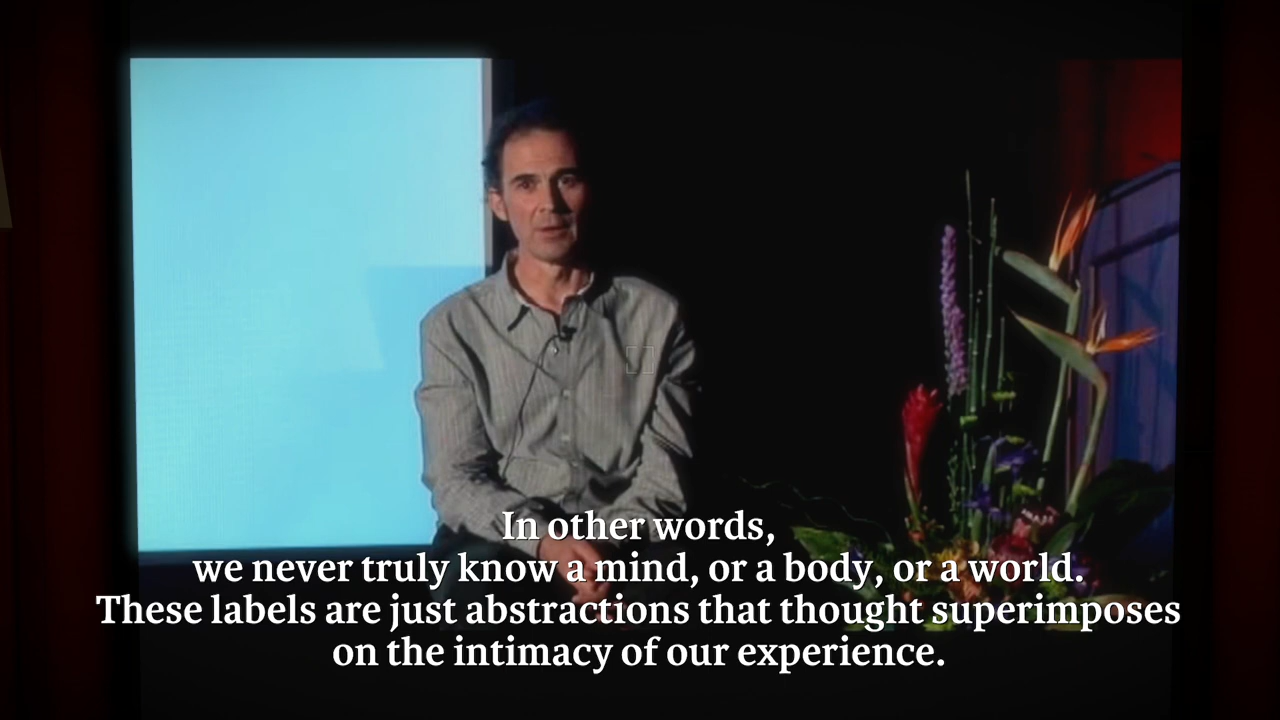 In other words,
we never truly know a mind, or a body, or a world.
These labels are just abstractions that thought superimposes
on the intimacy of our experience.